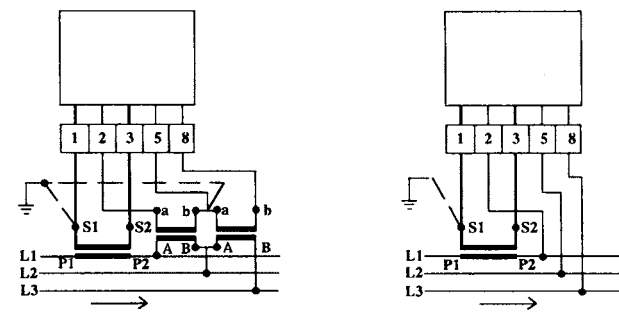 1 2 3 5 8
a b a b
S1 S2
A B A B
L1 P1 P2
L2
L3
1 2 3 5 8
S1 S2
L1
P1 P2
L2
L3